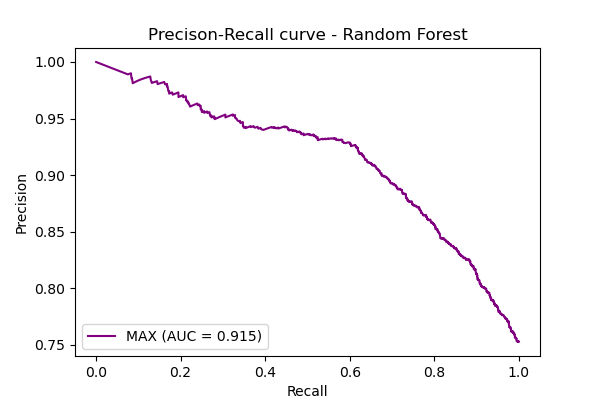 Precison-Recall curve - Random Forest
1.00
0.95
0.90
0.85
0.80
0.75
Precision
MAX (AUC = 0.915)
0.0 0.2 0.4 0.6 0.8 1.0
Recall